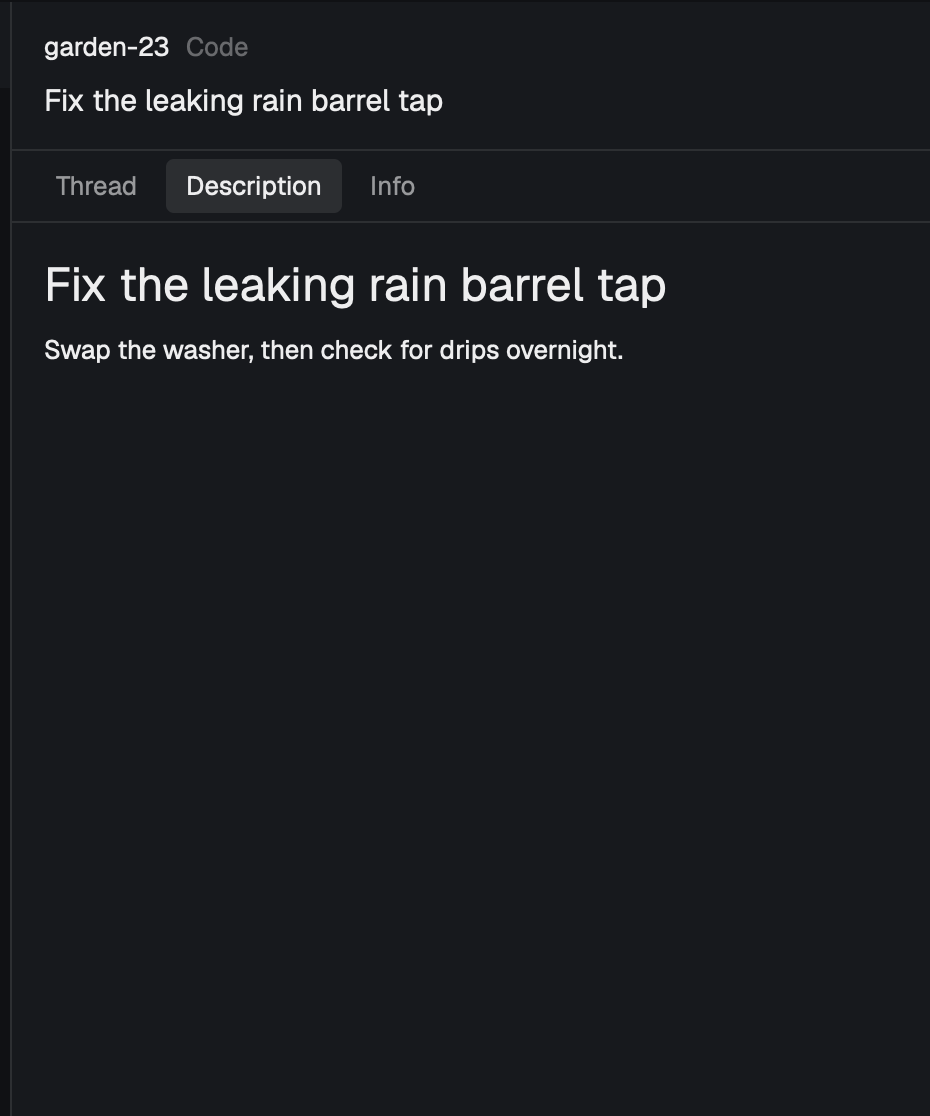 garden-23 Code
Fix the leaking rain barrel tap
Thread Description Info
Fix the leaking rain barrel tap
Swap the washer, then check for drips overnight.